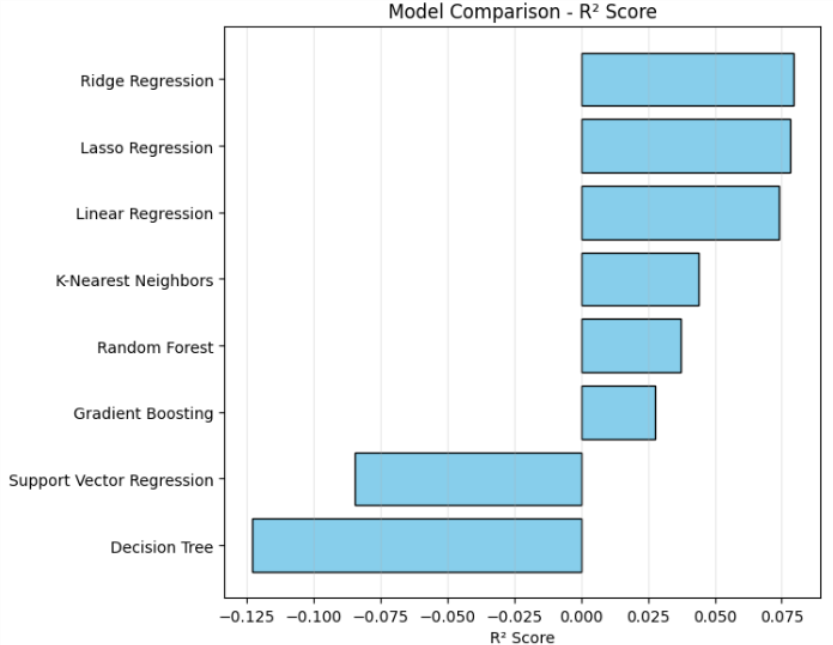 Model Comparison - R² Score
Ridge Regression
Lasso Regression
Linear Regression
K-Nearest Neighbors
Random Forest
Gradient Boosting
Support Vector Regression
Decision Tree
−0.125 −0.100 −0.075 −0.050 −0.025 0.000 0.025 0.050 0.075
R² Score